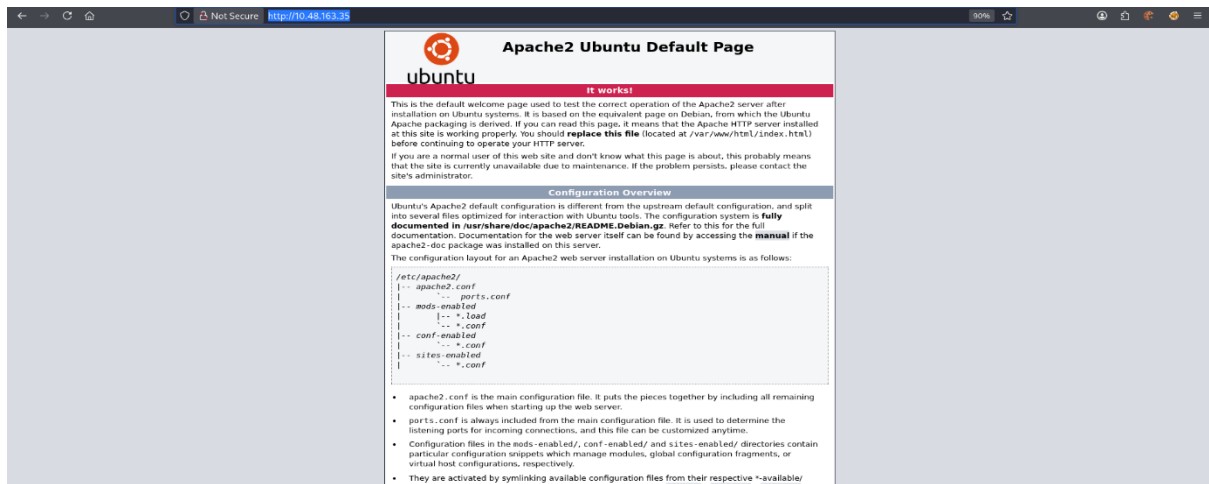 Not Secure http://10.48.163.35 90%
Apache2 Ubuntu Default Page
ubuntu
It works!
This is the default welcome page used to test the correct operation of the Apache2 server after
installation on Ubuntu systems. It is based on the equivalent page on Debian, from which the Ubuntu
Apache packaging is derived. If you can read this page, it means that the Apache HTTP server installed
at this site is working properly. You should replace this file (located at /var/www/html/index.html)
before continuing to operate your HTTP server.
If you are a normal user of this web site and don't know what this page is about, this probably means
that the site is currently unavailable due to maintenance. If the problem persists, please contact the
site's administrator.
Configuration Overview
Ubuntu's Apache2 default configuration is different from the upstream default configuration, and split
into several files optimized for interaction with Ubuntu tools. The configuration system is fully
documented in /usr/share/doc/apache2/README.Debian.gz. Refer to this for the full
documentation. Documentation for the web server itself can be found by accessing the manual if the
apache2-doc package was installed on this server.
The configuration layout for an Apache2 web server installation on Ubuntu systems is as follows:
/etc/apache2/
|-- apache2.conf
|       `--  ports.conf
|-- mods-enabled
|       |-- *.load
|       `-- *.conf
|-- conf-enabled
|       `-- *.conf
|-- sites-enabled
|       `-- *.conf
• apache2.conf is the main configuration file. It puts the pieces together by including all remaining
configuration files when starting up the web server.
• ports.conf is always included from the main configuration file. It is used to determine the
listening ports for incoming connections, and this file can be customized anytime.
• Configuration files in the mods-enabled/, conf-enabled/ and sites-enabled/ directories contain
particular configuration snippets which manage modules, global configuration fragments, or
virtual host configurations, respectively.
• They are activated by symlinking available configuration files from their respective *-available/